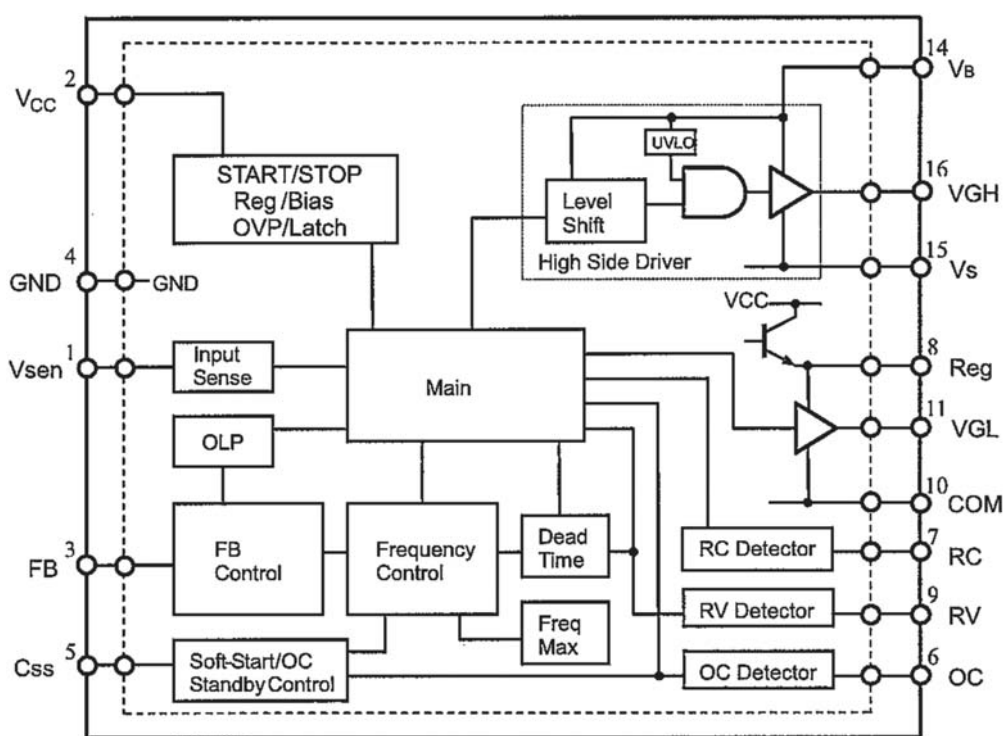 2
VCC
4
GND
GND
1
Vsen
3
FB
5
Css
START/STOP
Reg/Bias
OVP/Latch
Input
Sense
OLP
FB
Control
Soft-Start/OC
Standby Control
Main
Frequency
Control
Dead
Time
Freq
Max
UVLO
Level
Shift
High Side Driver
VCC
RC Detector
RV Detector
OC Detector
14
VB
16
VGH
15
Vs
8
Reg
11
VGL
10
COM
7
RC
9
RV
6
OC